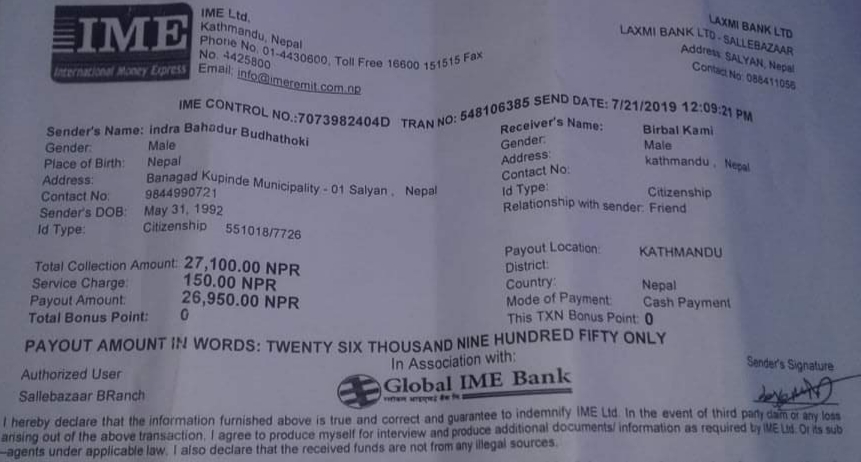 IME
International Money Express
IME Ltd,
Kathmandu, Nepal
Phone No. 01-4430600, Toll Free 16600 151515 Fax
No. 4425800
Email: info@imeremit.com.np
LAXMI BANK LTD
LAXMI BANK LTD - SALLEBAZAAR
Address: SALYAN, Nepal
Contact No: 088411056
IME CONTROL NO.:7073982404D TRAN NO: 548106385 SEND DATE: 7/21/2019 12:09:21 PM
Sender's Name: indra Bahadur Budhathoki
Gender: Male
Place of Birth: Nepal
Address: Banagad Kupinde Municipality - 01 Salyan , Nepal
Contact No: 9844990721
Sender's DOB: May 31, 1992
Id Type: Citizenship 551018/7726
Receiver's Name: Birbal Kami
Gender: Male
Address: kathmandu , Nepal
Contact No:
Id Type: Citizenship
Relationship with sender: Friend
Total Collection Amount: 27,100.00 NPR
Service Charge: 150.00 NPR
Payout Amount: 26,950.00 NPR
Total Bonus Point: 0
Payout Location: KATHMANDU
District:
Country: Nepal
Mode of Payment: Cash Payment
This TXN Bonus Point: 0
PAYOUT AMOUNT IN WORDS: TWENTY SIX THOUSAND NINE HUNDRED FIFTY ONLY
Authorized User
Sallebazaar BRanch
In Association with:
Global IME Bank
Sender's Signature
I hereby declare that the information furnished above is true and correct and guarantee to indemnify IME Ltd. In the event of third party claim or any loss
arising out of the above transaction. I agree to produce myself for interview and produce additional documents/ information as required by IME Ltd. Or its sub
-agents under applicable law. I also declare that the received funds are not from any illegal sources.